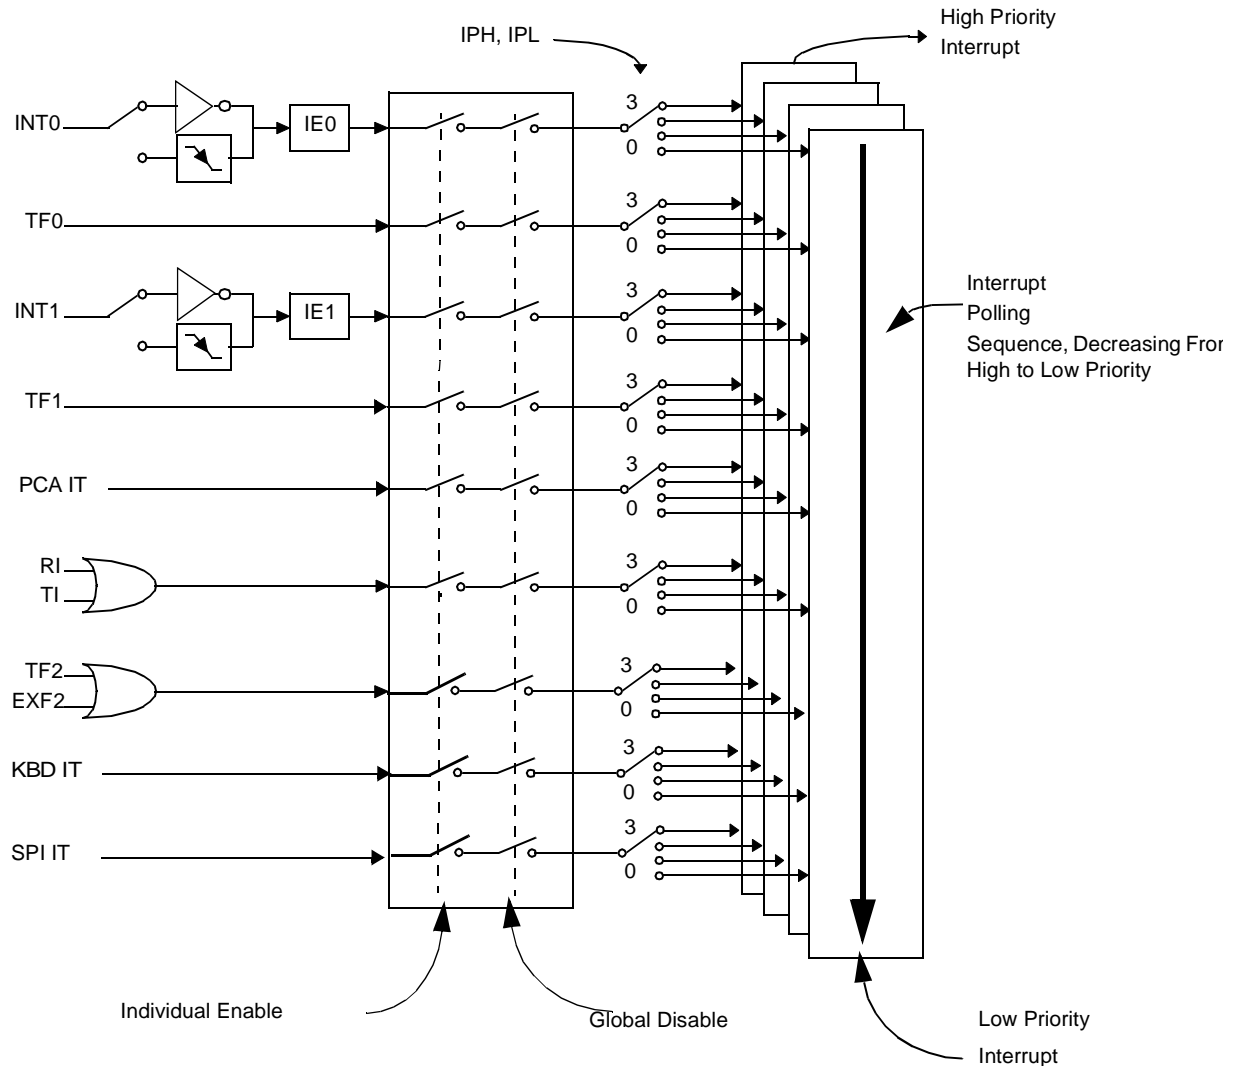 High Priority
Interrupt
IPH, IPL
INT0
IE0
3
0
TF0
3
0
INT1
IE1
3
0
Interrupt
Polling
Sequence, Decreasing Fror
High to Low Priority
TF1
3
0
PCA IT
3
0
RI
TI
3
0
TF2
EXF2
3
0
KBD IT
3
0
SPI IT
3
0
Individual Enable
Global Disable
Low Priority
Interrupt